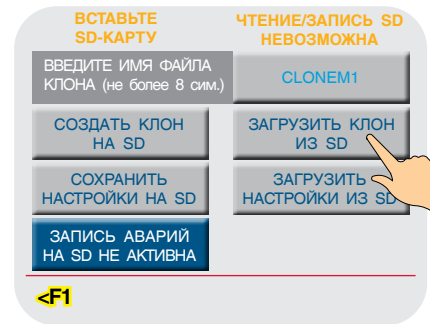 ВСТАВЬТЕ
SD-КАРТУ
ЧТЕНИЕ/ЗАПИСЬ SD
НЕВОЗМОЖНА
ВВЕДИТЕ ИМЯ ФАЙЛА
КЛОНА (не более 8 сим.)
CLONEM1
СОЗДАТЬ КЛОН
НА SD
ЗАГРУЗИТЬ КЛОН
ИЗ SD
СОХРАНИТЬ
НАСТРОЙКИ НА SD
ЗАГРУЗИТЬ
НАСТРОЙКИ ИЗ SD
ЗАПИСЬ АВАРИЙ
НА SD НЕ АКТИВНА
<F1